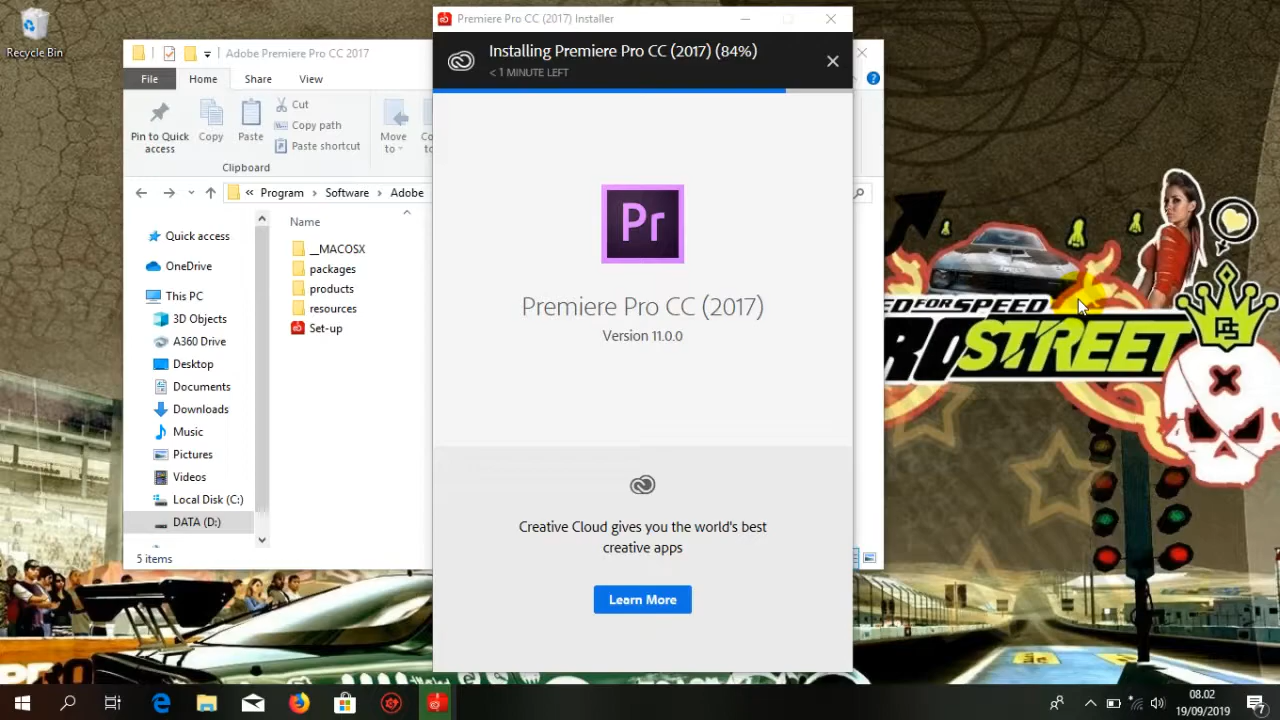 Recycle Bin
Adobe Premiere Pro CC 2017
File
Home
Share
View
Pin to Quick
access
Copy
Paste
Cut
Copy path
Paste shortcut
Move
to
Clipboard
« Program > Software > Adobe
Name
Quick access
OneDrive
This PC
3D Objects
A360 Drive
Desktop
Documents
Downloads
Music
Pictures
Videos
Local Disk (C:)
DATA (D:)
__MACOSX
packages
products
resources
Set-up
5 items
Premiere Pro CC (2017) Installer
Installing Premiere Pro CC (2017) (84%)
< 1 MINUTE LEFT
Pr
Premiere Pro CC (2017)
Version 11.0.0
Creative Cloud gives you the world's best
creative apps
Learn More
ED FOR SPEED
ROSTREET
08.02
19/09/2019
7